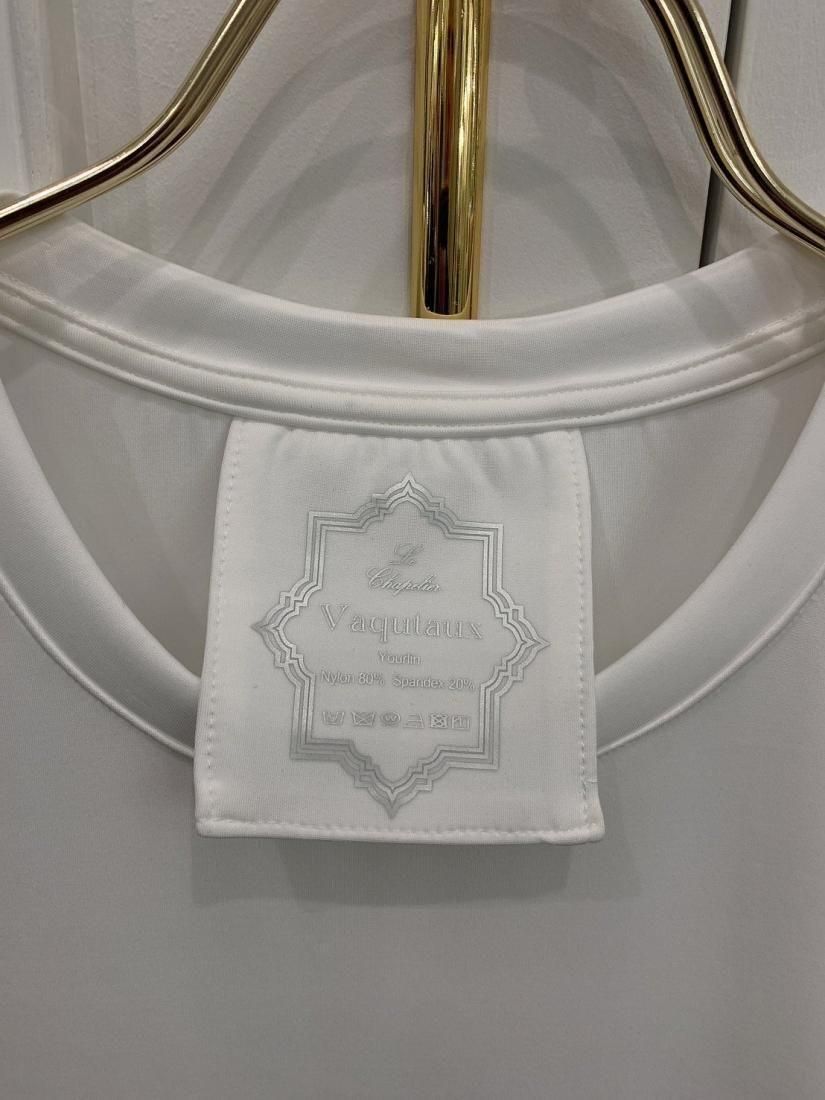 Le
Chapelier
Vaqutaux
Yourlin
Nylon 80% Spandex 20%